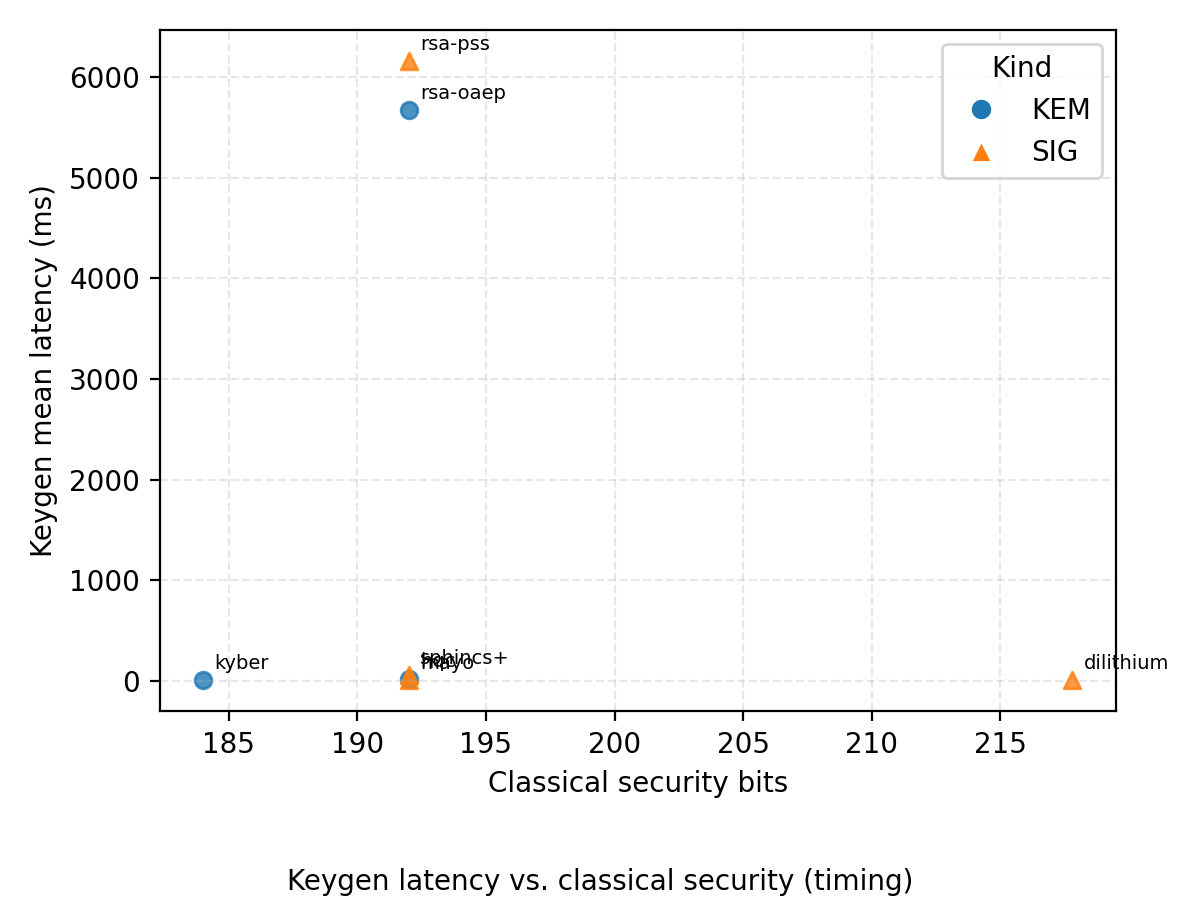 rsa-pss
rsa-oaep
Kind
KEM
SIG
6000
5000
4000
3000
2000
1000
0
Keygen mean latency (ms)
kyber
sphincs+
mayo
dilithium
185 190 195 200 205 210 215
Classical security bits
Keygen latency vs. classical security (timing)